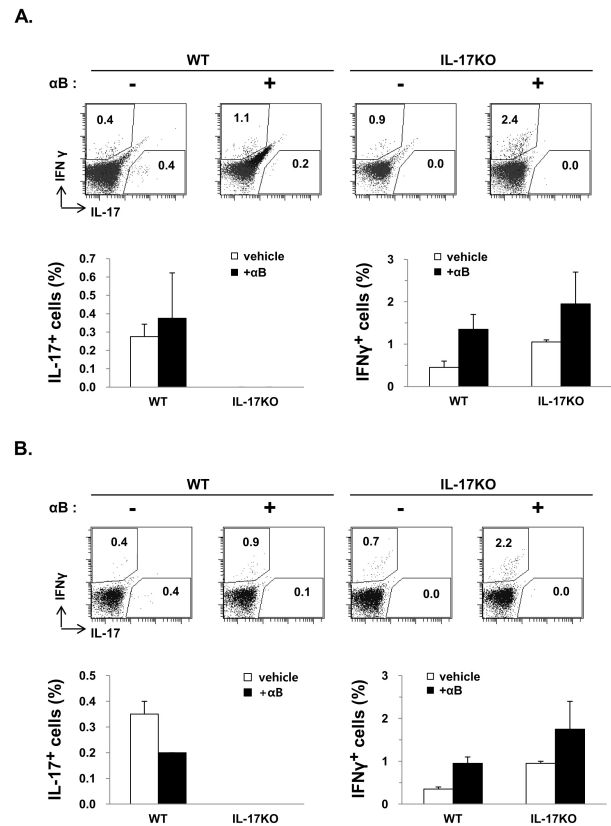 A.
WT IL-17KO
αB : - + - +
0.4 1.1 0.9 2.4
0.4 0.2 0.0 0.0
IFN γ
IL-17
vehicle
+αB
IL-17+ cells (%)
0.7
0.6
0.5
0.4
0.3
0.2
0.1
0.0
WT IL-17KO
vehicle
+αB
IFNγ+ cells (%)
3
2
1
0
WT IL-17KO
B.
WT IL-17KO
αB : - + - +
0.4 0.9 0.7 2.2
0.4 0.1 0.0 0.0
IFNγ
IL-17
vehicle
+αB
IL-17+ cells (%)
0.5
0.4
0.3
0.2
0.1
0.0
WT IL-17KO
vehicle
+αB
IFNγ+ cells (%)
3
2
1
0
WT IL-17KO